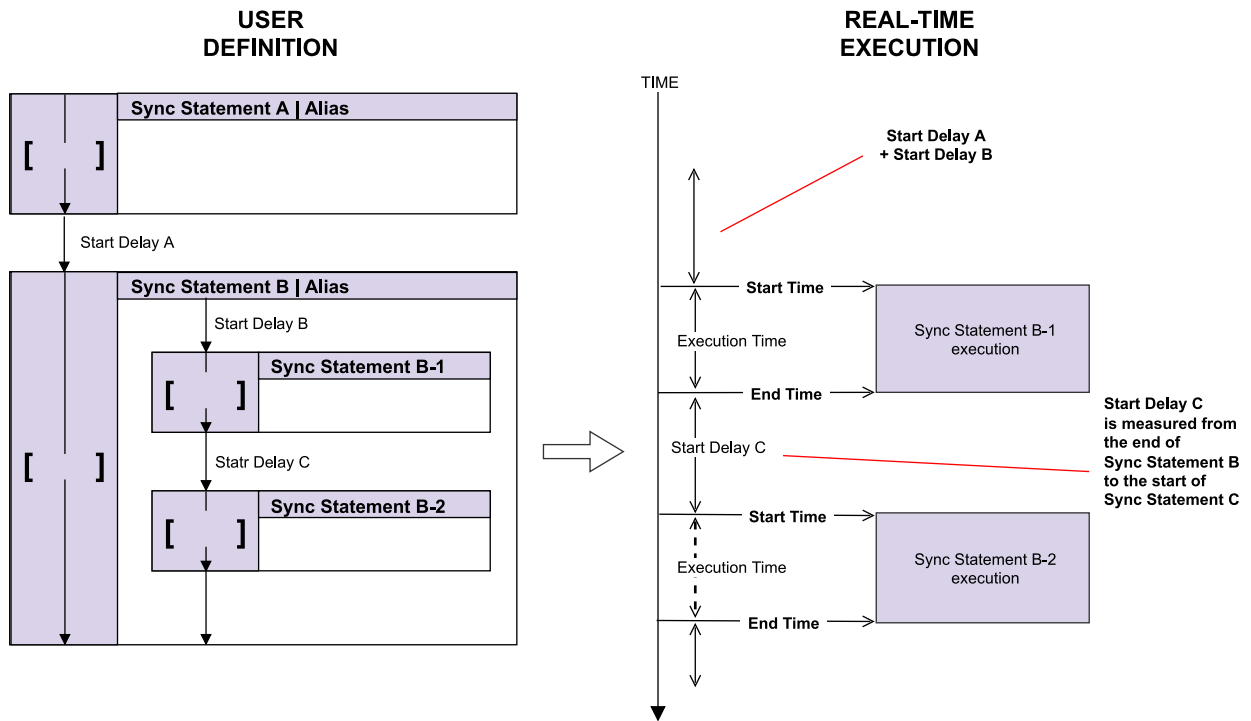 USER
DEFINITION
Sync Statement A | Alias
[ ]
Start Delay A
Sync Statement B | Alias
Start Delay B
Sync Statement B-1
[ ]
Statr Delay C
[ ]
Sync Statement B-2
[ ]
REAL-TIME
EXECUTION
TIME
Start Delay A
+ Start Delay B
Start Time
Execution Time
Sync Statement B-1
execution
End Time
Start Delay C
Start Delay C
is measured from
the end of
Sync Statement B
to the start of
Sync Statement C
Start Time
Execution Time
Sync Statement B-2
execution
End Time